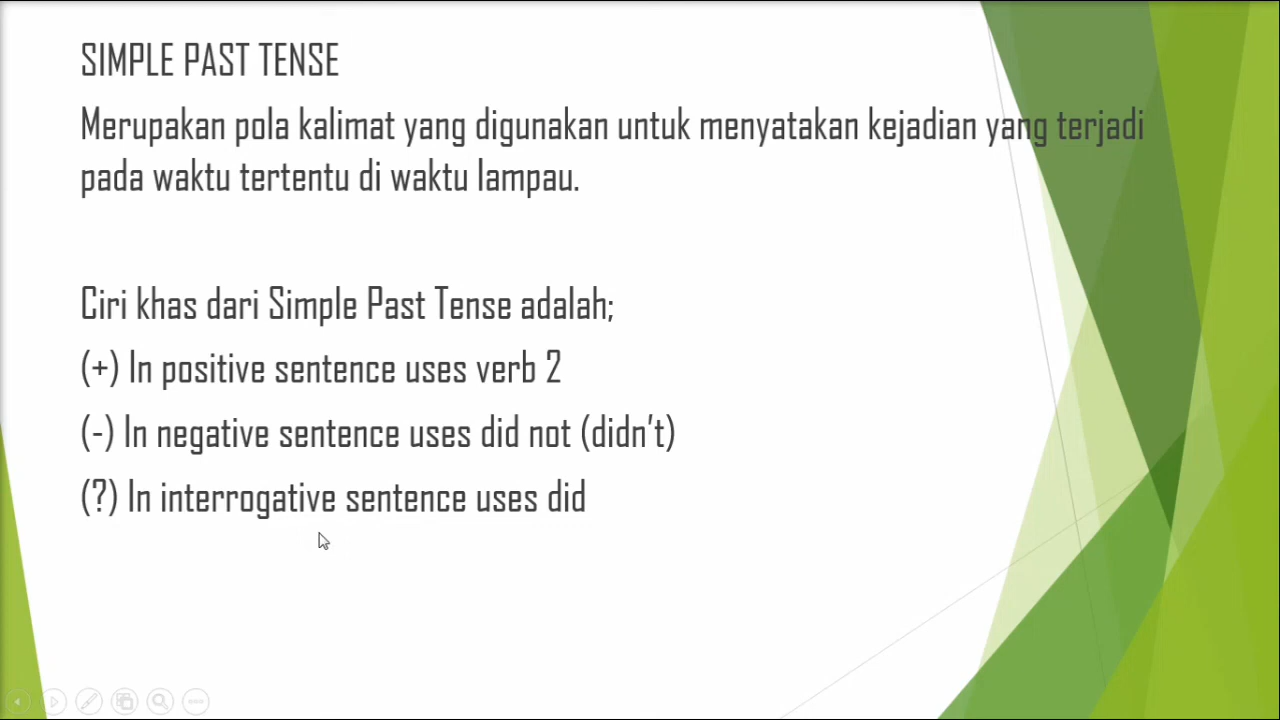 SIMPLE PAST TENSE
Merupakan pola kalimat yang digunakan untuk menyatakan kejadian yang terjadi
pada waktu tertentu di waktu lampau.
Ciri khas dari Simple Past Tense adalah;
(+) In positive sentence uses verb 2
(-) In negative sentence uses did not (didn't)
(?) In interrogative sentence uses did